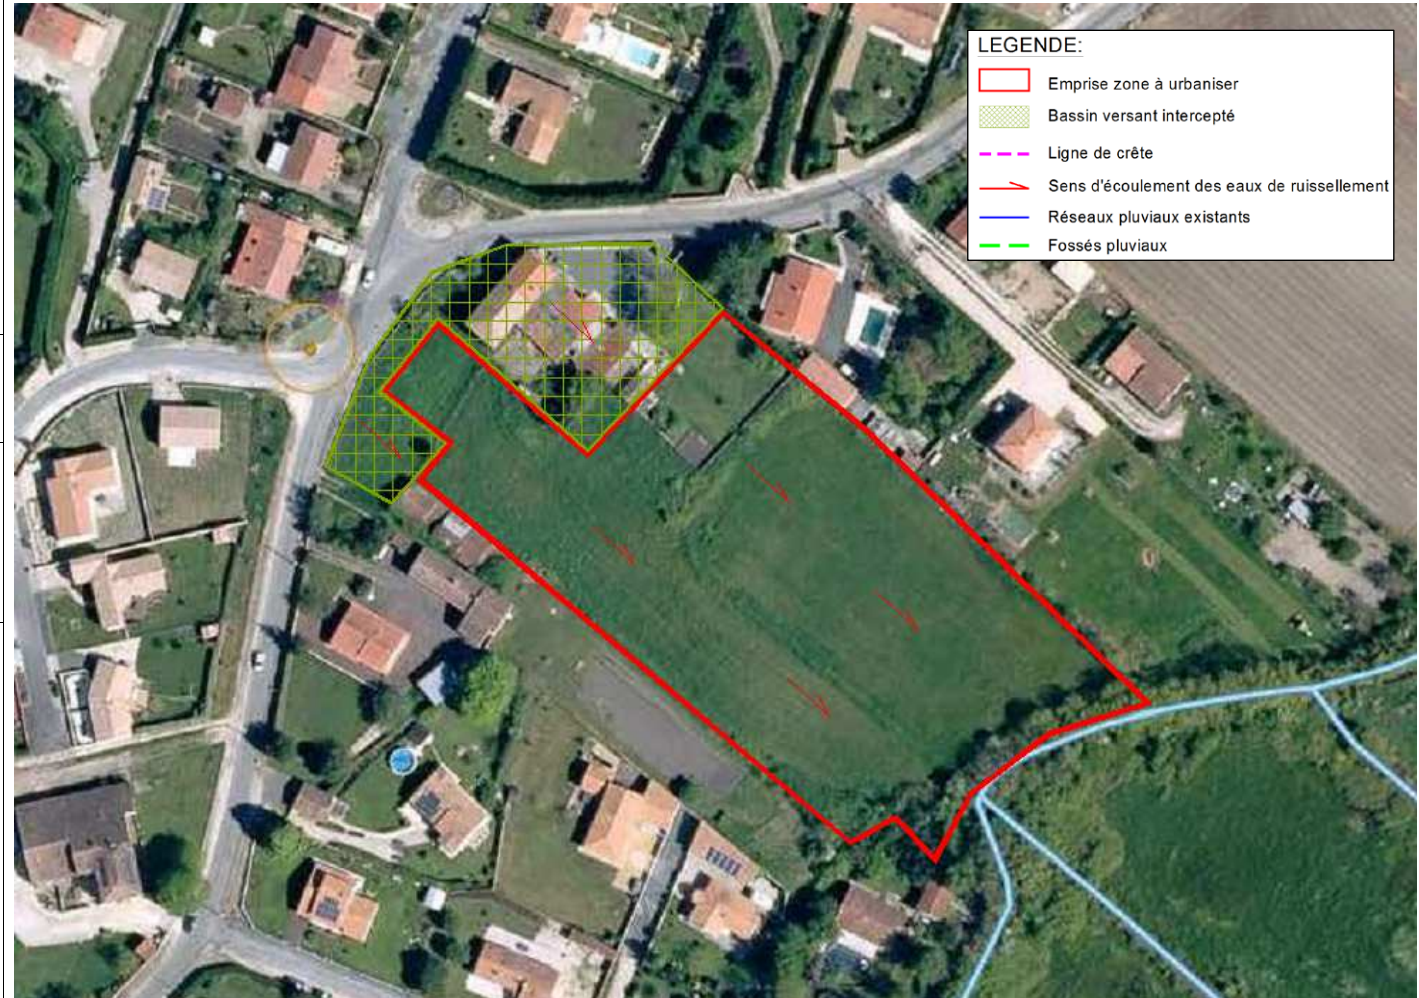 LEGENDE:
Emprise zone à urbaniser
Bassin versant intercepté
Ligne de crête
Sens d'écoulement des eaux de ruissellement
Réseaux pluviaux existants
Fossés pluviaux